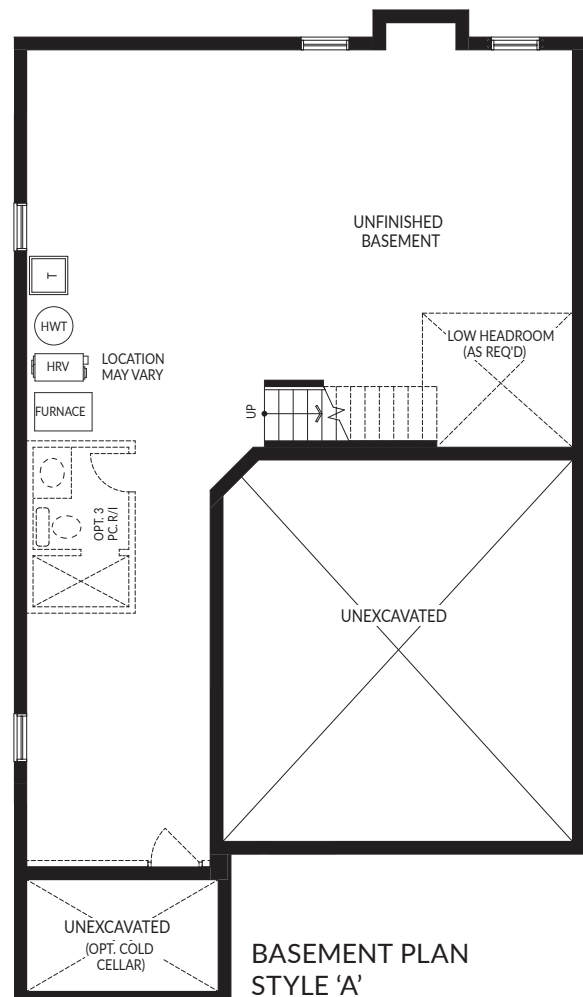 UNFINISHED
BASEMENT
T
HWT
HRV
LOCATION
MAY VARY
FURNACE
LOW HEADROOM
(AS REQ'D)
UP
OPT. 3
PC. R/I
UNEXCAVATED
UNEXCAVATED
(OPT. COLD
CELLAR)
BASEMENT PLAN
STYLE ‘A’